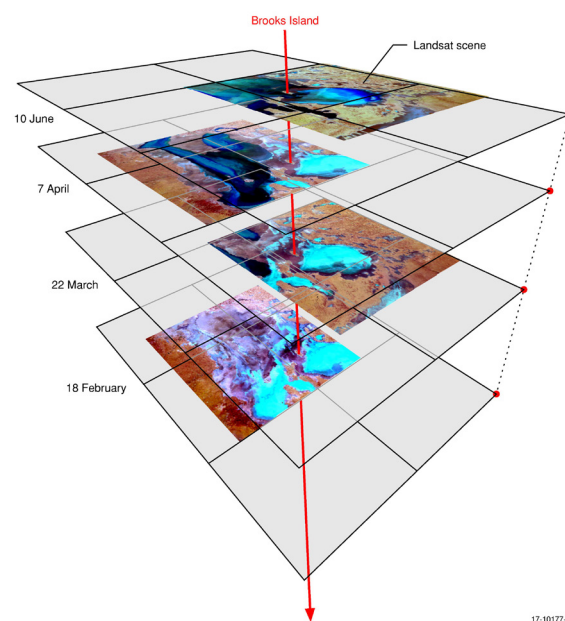 Brooks Island
Landsat scene
10 June
7 April
22 March
18 February